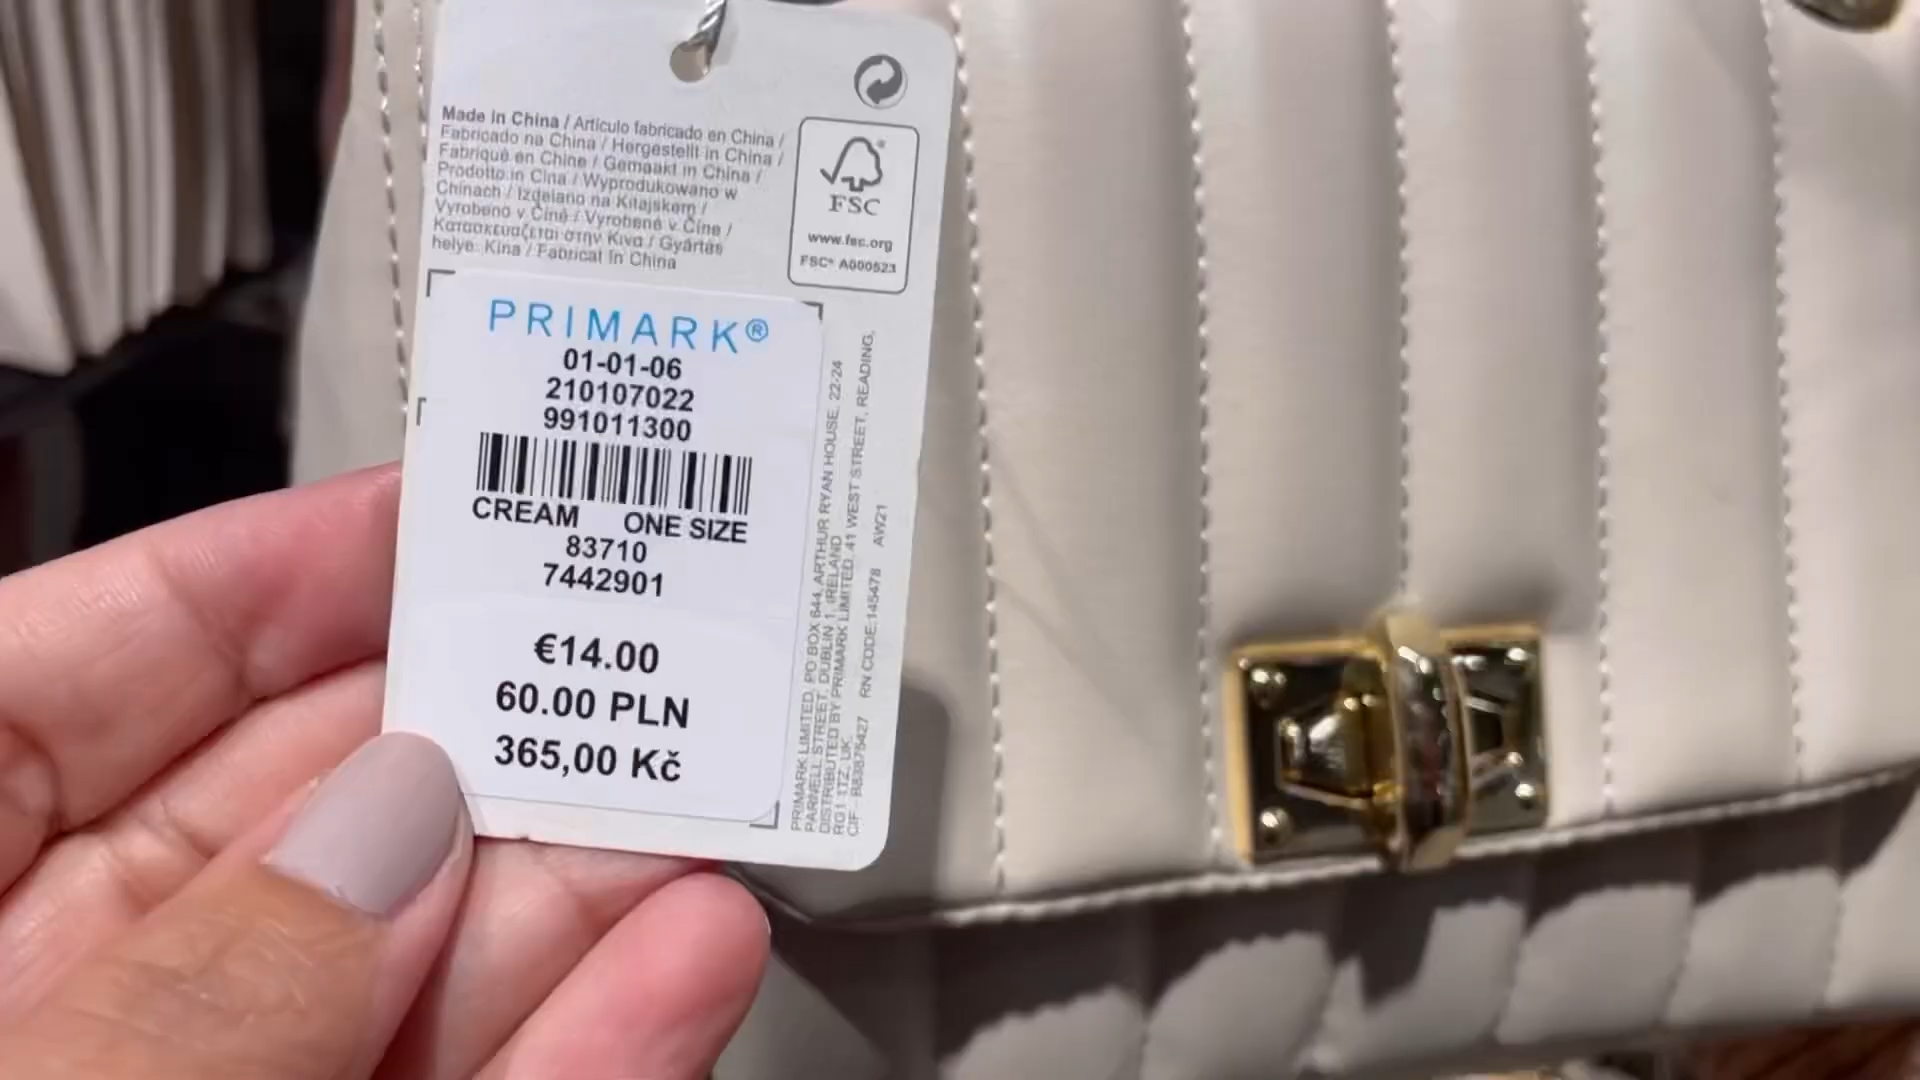 Made in China / Artículo fabricado en China /
Fabricado na China / Hergestellt in China /
Fabriqué en Chine / Gemaakt in China /
Prodotto in Cina / Wyprodukowano w
Chinach / Izdelano na Kitajskem /
Vyrobeno v Číně / Vyrobené v Číne /
Κατασκευάζεται στην Κίνα / Gyártás
helye: Kína / Fabricat în China
FSC
www.fsc.org
FSC® A000523
PRIMARK®
01-01-06
210107022
991011300
CREAM ONE SIZE
83710
7442901
€14.00
60.00 PLN
365,00 Kč
PRIMARK LIMITED, PO BOX 644, ARTHUR RYAN HOUSE, 22-24
PARNELL STREET, DUBLIN 1, IRELAND
DISTRIBUTED BY PRIMARK LIMITED, 41 WEST STREET, READING,
RG1 1TZ, UK.
CIF - B83875427 RN CODE:145478 AW21